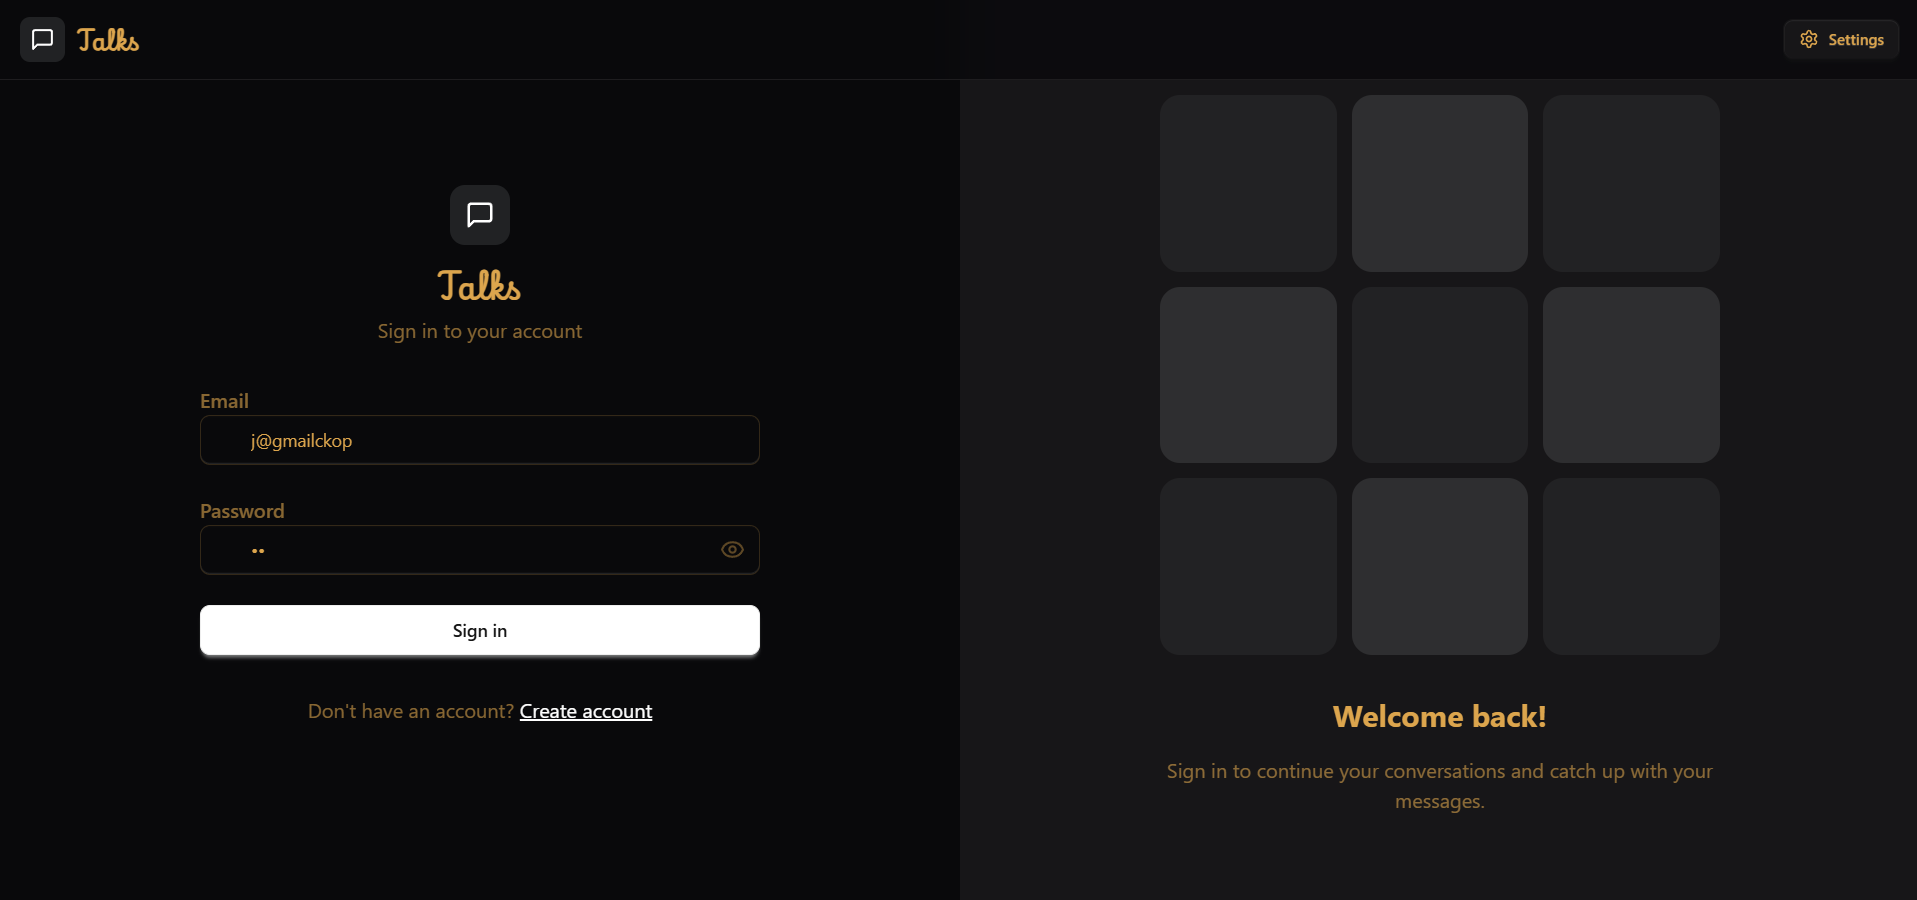 Talks
Settings
Talks
Sign in to your account
Email
j@gmailckop
Password
••
Sign in
Don't have an account? Create account
Welcome back!
Sign in to continue your conversations and catch up with your
messages.